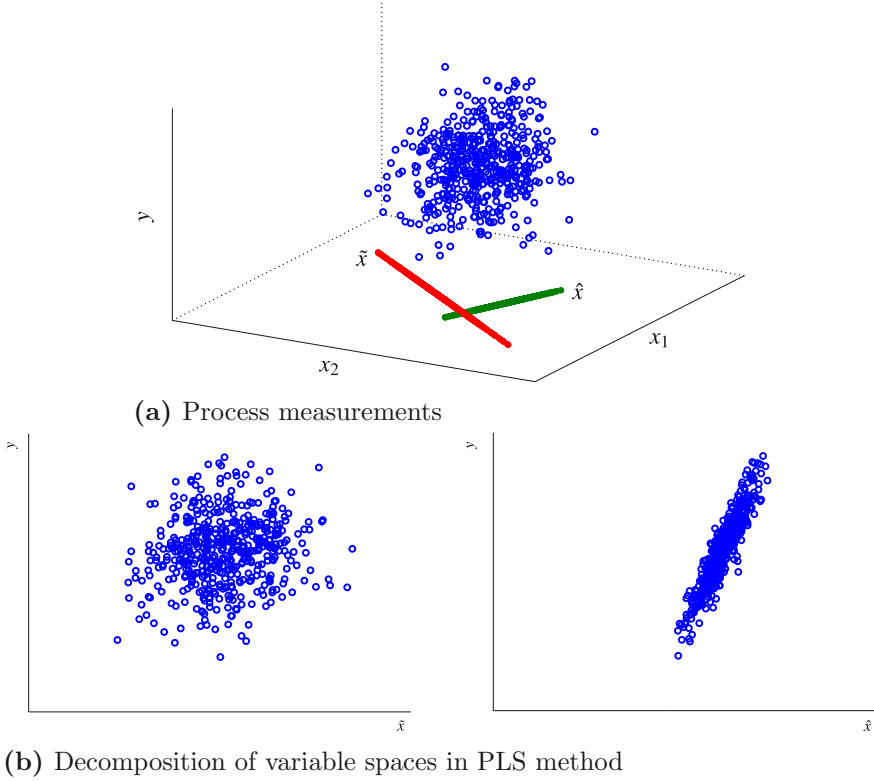 y
x̃
x̂
x₁
x₂
(a) Process measurements
y
y
x̃
x̂
(b) Decomposition of variable spaces in PLS method